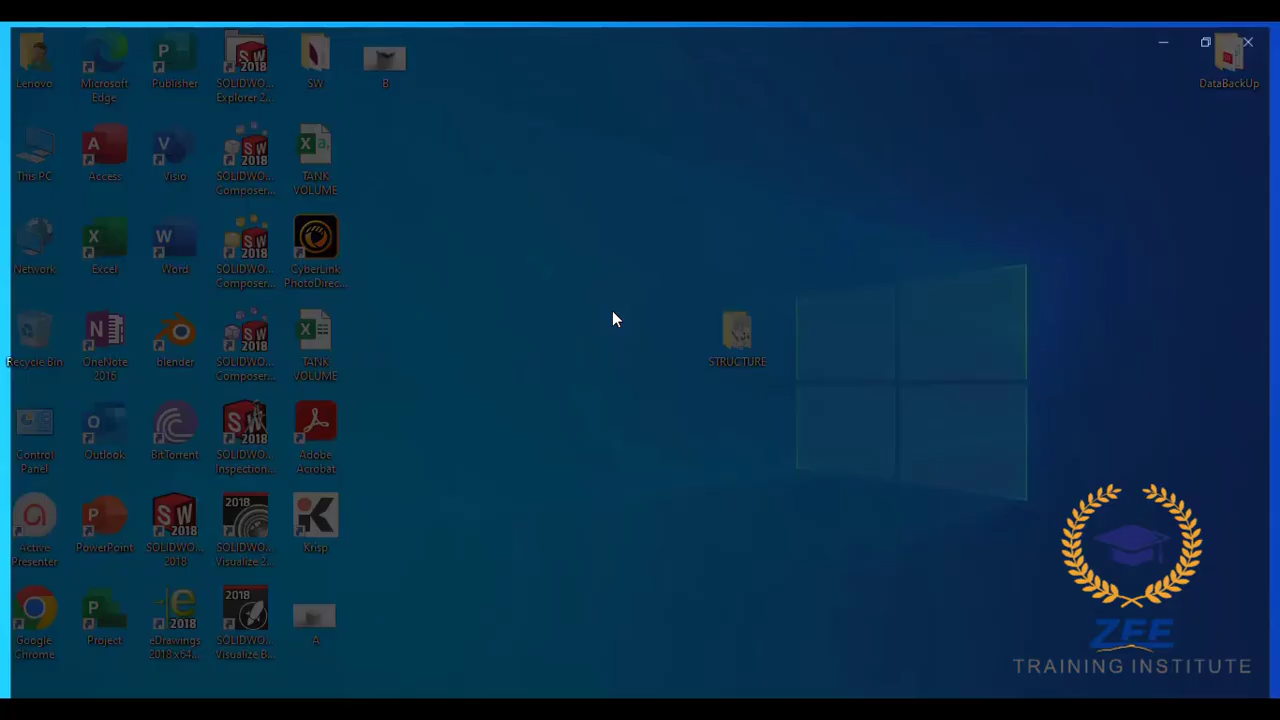 Lenovo
Microsoft
Edge
Publisher
SOLIDWO...
Explorer 2...
SW
B
DataBackUp
This PC
Access
Visio
SOLIDWO...
Composer...
TANK
VOLUME
Network
Excel
Word
SOLIDWO...
Composer...
CyberLink
PhotoDirec...
Recycle Bin
OneNote
2016
blender
SOLIDWO...
Composer...
TANK
VOLUME
STRUCTURE
Control
Panel
Outlook
BitTorrent
SOLIDWO...
Inspection...
Adobe
Acrobat
Active
Presenter
PowerPoint
SOLIDWO...
2018
SOLIDWO...
Visualize 2...
Krisp
Google
Chrome
Project
eDrawings
2018 x64...
SOLIDWO...
Visualize B...
A
ZEE
TRAINING INSTITUTE